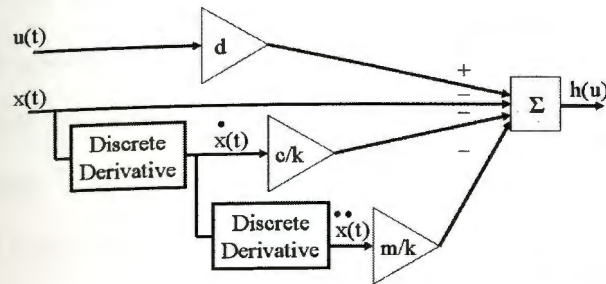 u(t)
d
+
x(t)
−
−
Σ
h(u)
Discrete
Derivative
ẋ(t)
c/k
−
Discrete
Derivative
ẍ(t)
m/k